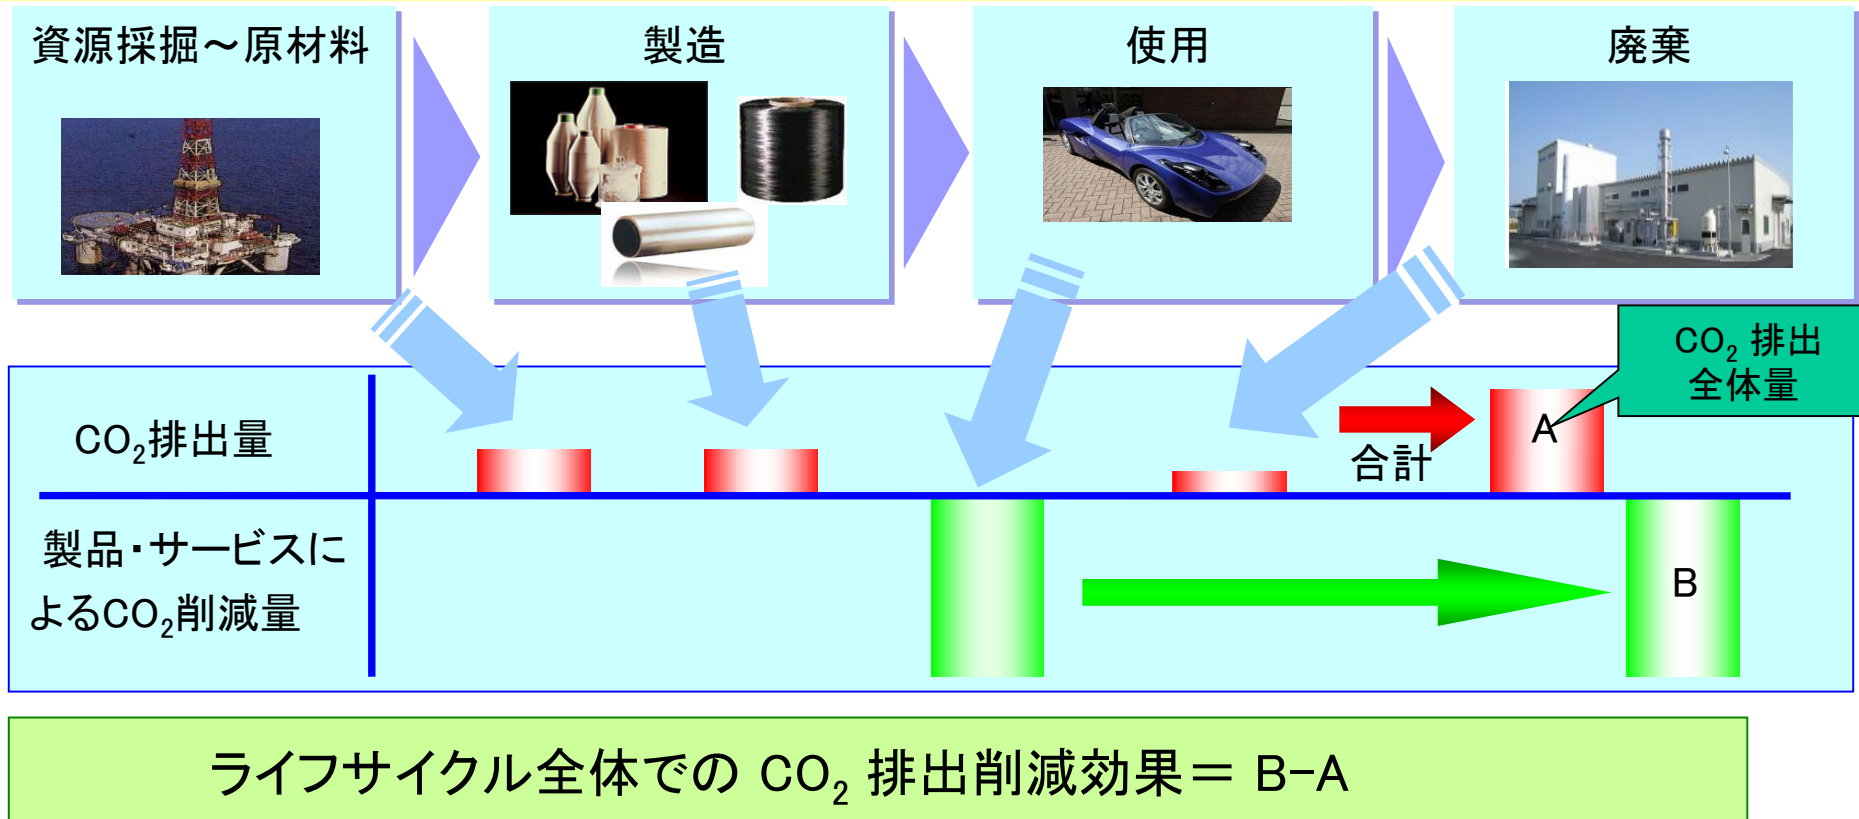 資源採掘～原材料
製造
使用
廃棄
CO₂ 排出
全体量
CO₂排出量
合計
A
製品・サービスに
よるCO₂削減量
B
ライフサイクル全体での CO₂ 排出削減効果＝ B-A